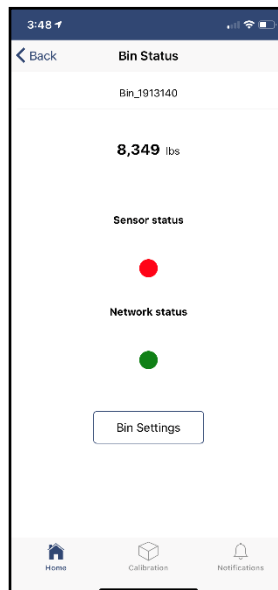 3:48
Back Bin Status
Bin_1913140
8,349 lbs
Sensor status
Network status
Bin Settings
Home Calibration Notifications